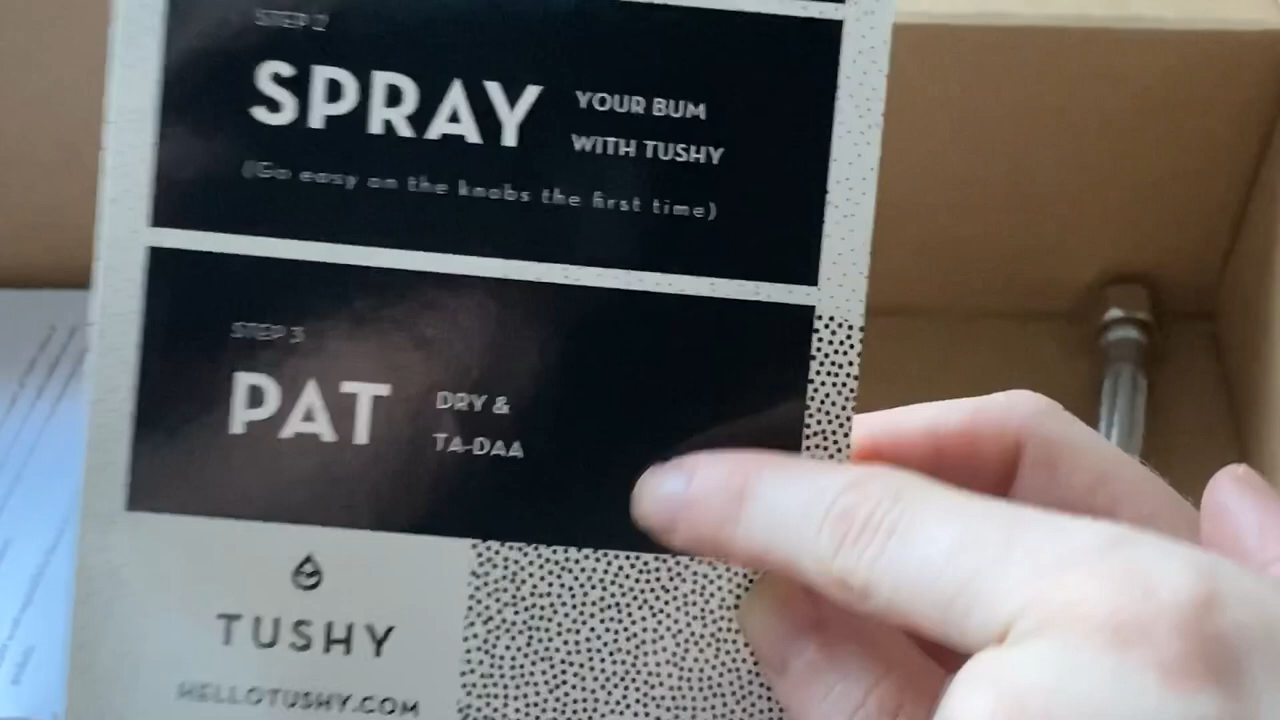 STEP 2
SPRAY
YOUR BUM
WITH TUSHY
(Go easy on the knobs the first time)
STEP 3
PAT
DRY &
TA-DAA
TUSHY
HELLOTUSHY.COM